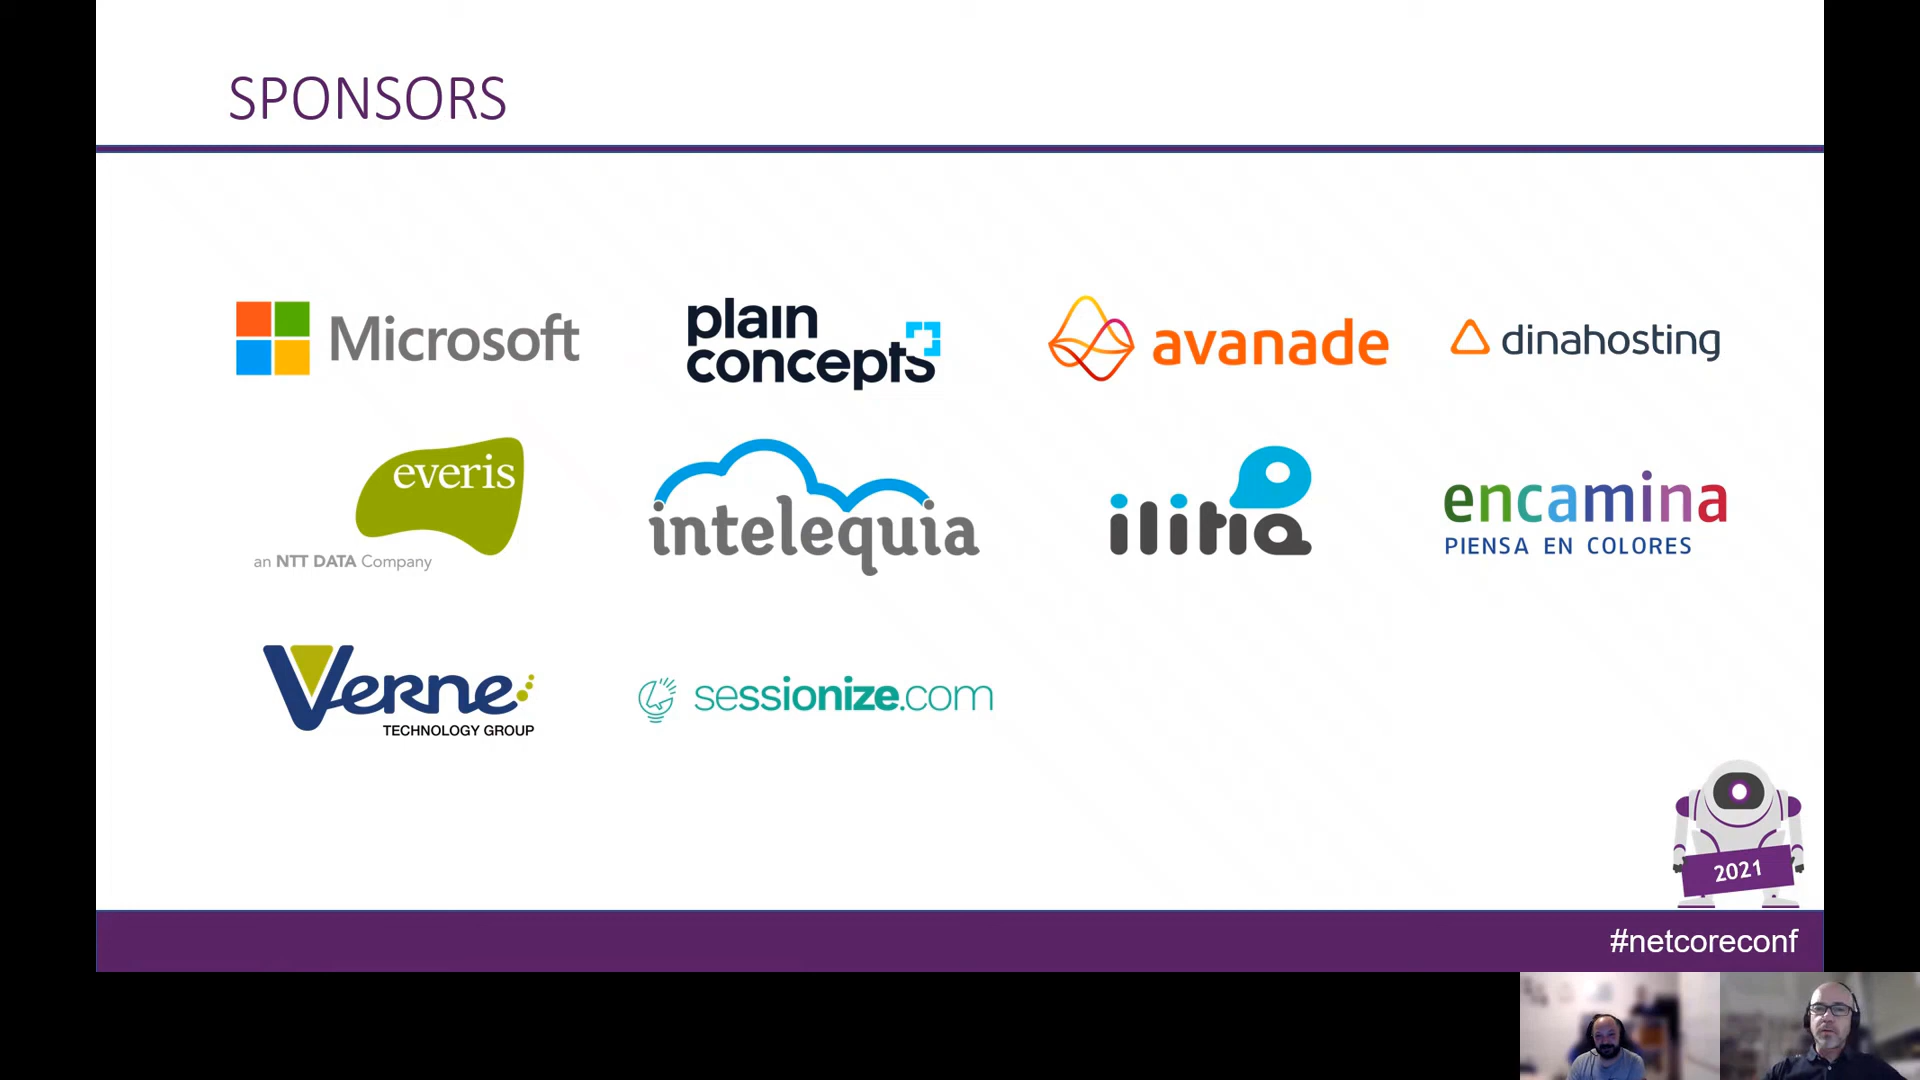 SPONSORS
Microsoft
plain
concepts
avanade
dinahosting
everis
an NTT DATA Company
intelequia
ilitia
encamina
PIENSA EN COLORES
Verne
TECHNOLOGY GROUP
sessionize.com
2021
#netcoreconf